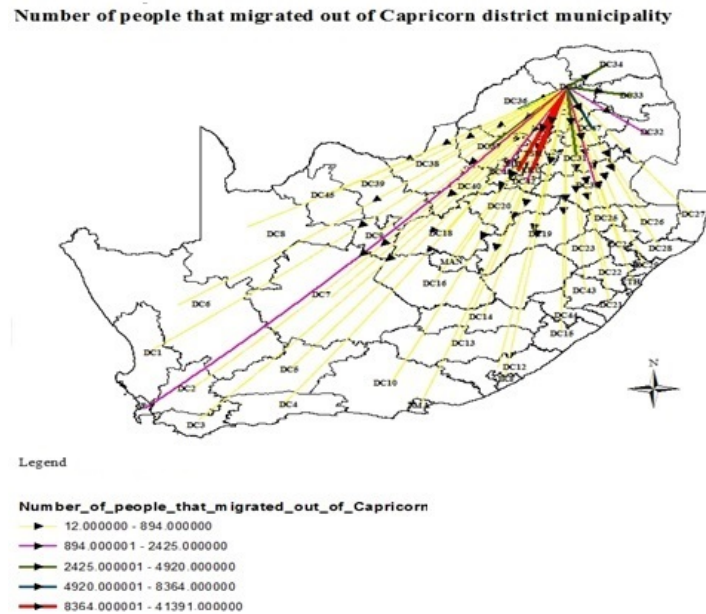 Number of people that migrated out of Capricorn district municipality
DC34
DC36
DC33
DC32
DC38
DC39
DC45
DC40
DC20
DC27
DC8
DC9
DC18
DC19
DC25
DC26
DC23
DC28
MAN
DC16
DC22
DC6
DC7
DC43
DC21
DC14
DC44
DC13
DC15
DC1
DC5
DC12
DC2
DC10
DC4
DC3
N
Legend
Number_of_people_that_migrated_out_of_Capricorn
12.000000 - 894.000000
894.000001 - 2425.000000
2425.000001 - 4920.000000
4920.000001 - 8364.000000
8364.000001 - 41391.000000